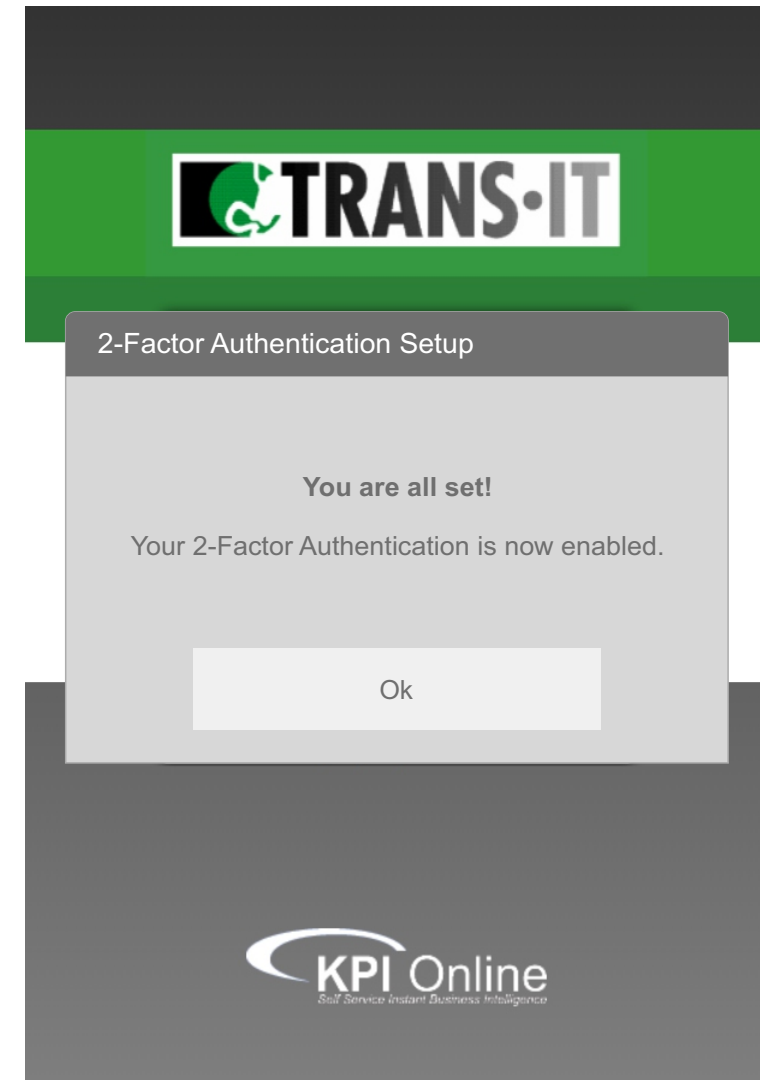 TRANS·IT
2-Factor Authentication Setup
You are all set!
Your 2-Factor Authentication is now enabled.
Ok
KPI Online
Self Service Instant Business Intelligence